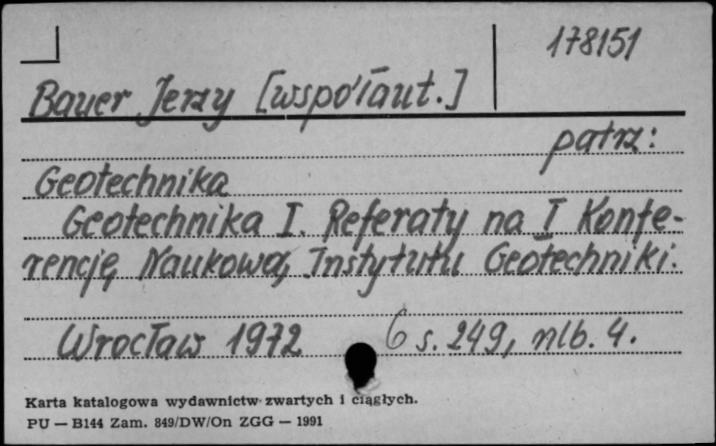 178151
Bauer Jerzy [współaut.]
patrz:
Geotechnika
Geotechnika I. Referaty na I Konfe-
rencję Naukową Instytutu Geotechniki.
Wrocław 1972 6 s. 249, nlb. 4.
Karta katalogowa wydawnictw zwartych i ciągłych.
PU — B144 Zam. 849/DW/On ZGG — 1991